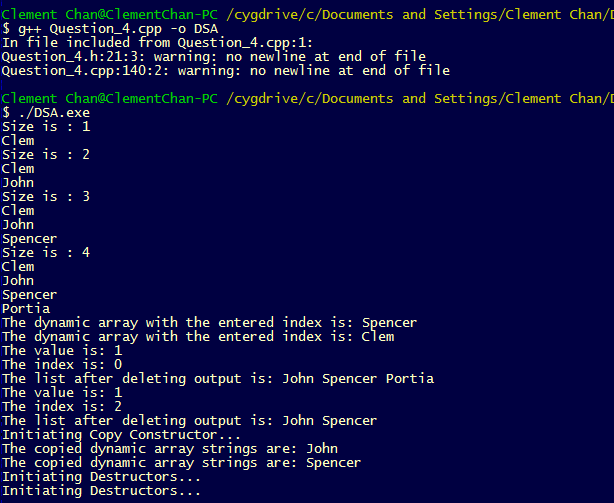 Clement Chan@ClementChan-PC /cygdrive/c/Documents and Settings/Clement Chan/D
$ g++ Question_4.cpp -o DSA
In file included from Question_4.cpp:1:
Question_4.h:21:3: warning: no newline at end of file
Question_4.cpp:140:2: warning: no newline at end of file
Clement Chan@ClementChan-PC /cygdrive/c/Documents and Settings/Clement Chan/D
$ ./DSA.exe
Size is : 1
Clem
Size is : 2
Clem
John
Size is : 3
Clem
John
Spencer
Size is : 4
Clem
John
Spencer
Portia
The dynamic array with the entered index is: Spencer
The dynamic array with the entered index is: Clem
The value is: 1
The index is: 0
The list after deleting output is: John Spencer Portia
The value is: 1
The index is: 2
The list after deleting output is: John Spencer
Initiating Copy Constructor...
The copied dynamic array strings are: John
The copied dynamic array strings are: Spencer
Initiating Destructors...
Initiating Destructors...